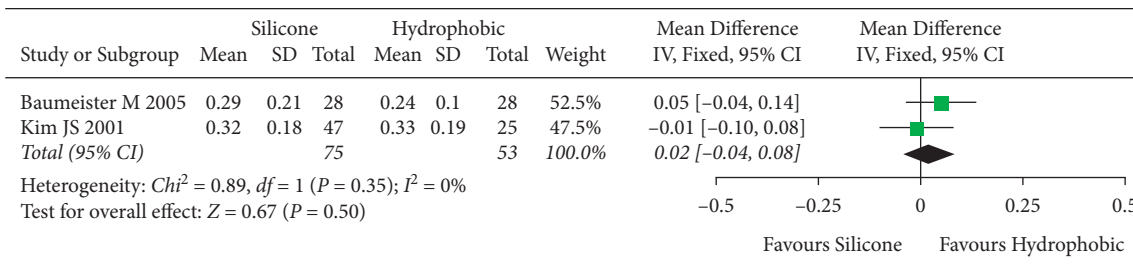 Silicone Hydrophobic Mean Difference Mean Difference
Study or Subgroup Mean SD Total Mean SD Total Weight IV, Fixed, 95% CI IV, Fixed, 95% CI
Baumeister M 2005 0.29 0.21 28 0.24 0.1 28 52.5% 0.05 [–0.04, 0.14]
Kim JS 2001 0.32 0.18 47 0.33 0.19 25 47.5% –0.01 [–0.10, 0.08]
Total (95% CI) 75 53 100.0% 0.02 [–0.04, 0.08]
Heterogeneity: Chi² = 0.89, df = 1 (P = 0.35); I² = 0%
Test for overall effect: Z = 0.67 (P = 0.50)
–0.5 –0.25 0 0.25 0.5
Favours Silicone Favours Hydrophobic